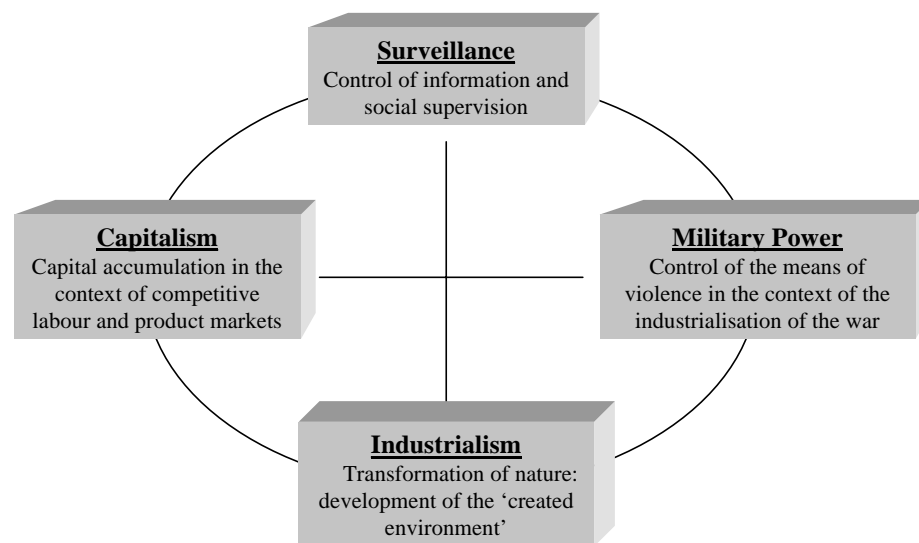 Surveillance
Control of information and
social supervision
Capitalism
Capital accumulation in the
context of competitive
labour and product markets
Military Power
Control of the means of
violence in the context of the
industrialisation of the war
Industrialism
Transformation of nature:
development of the ‘created
environment’